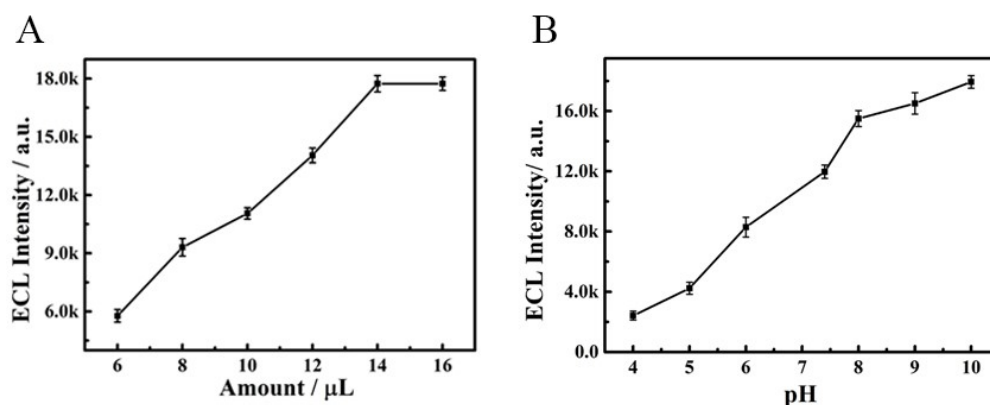 A
ECL Intensity / a.u.
18.0k
15.0k
12.0k
9.0k
6.0k
6 8 10 12 14 16
Amount / μL
B
ECL Intensity/ a.u.
16.0k
12.0k
8.0k
4.0k
0.0
4 5 6 7 8 9 10
pH